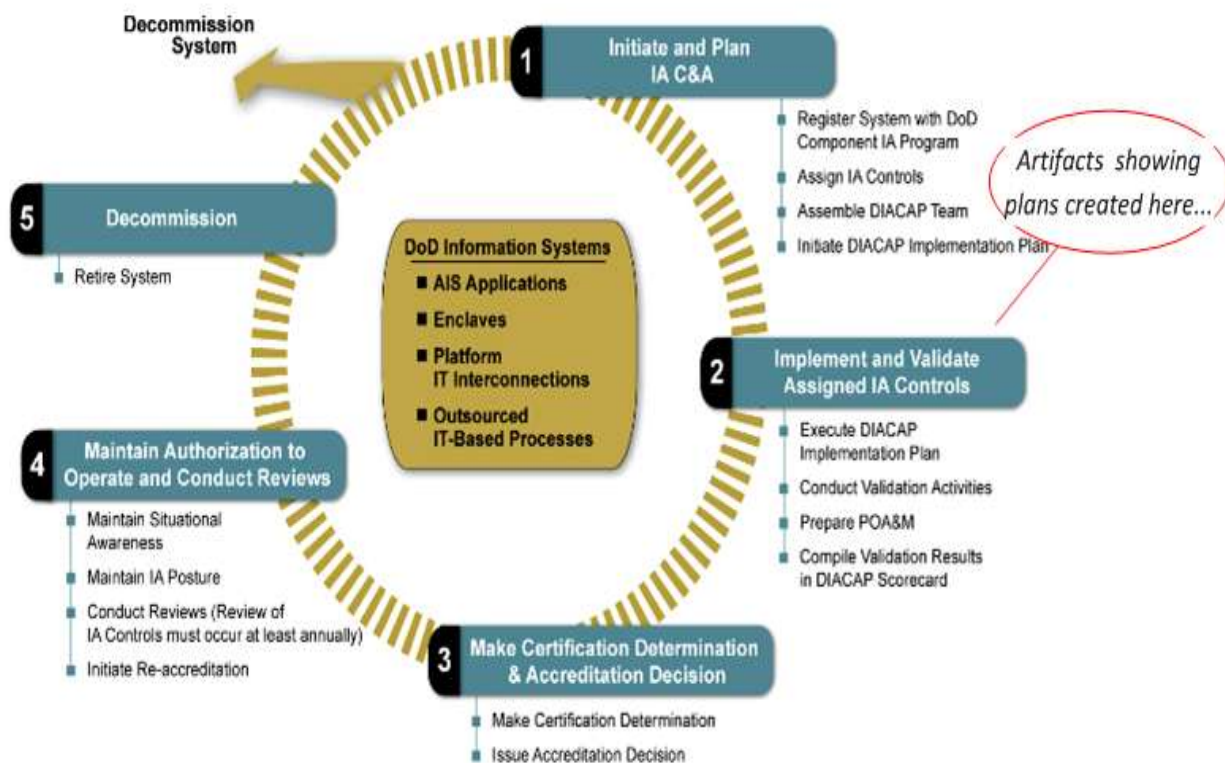 Decommission
System
1
Initiate and Plan
IA C&A
Register System with DoD
Component IA Program
Assign IA Controls
Assemble DIACAP Team
Initiate DIACAP Implementation Plan
Artifacts showing
plans created here...
2
Implement and Validate
Assigned IA Controls
Execute DIACAP
Implementation Plan
Conduct Validation Activities
Prepare POA&M
Compile Validation Results
in DIACAP Scorecard
3
Make Certification Determination
& Accreditation Decision
Make Certification Determination
Issue Accreditation Decision
4
Maintain Authorization to
Operate and Conduct Reviews
Maintain Situational
Awareness
Maintain IA Posture
Conduct Reviews (Review of
IA Controls must occur at least annually)
Initiate Re-accreditation
5
Decommission
Retire System
DoD Information Systems
AIS Applications
Enclaves
Platform
IT Interconnections
Outsourced
IT-Based Processes